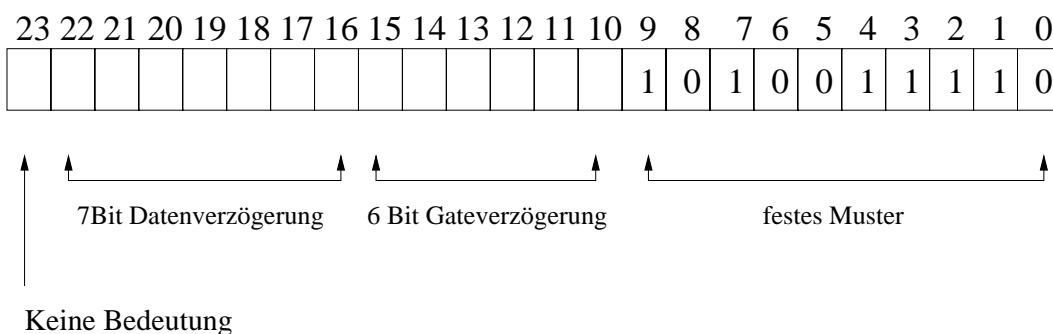 23 22 21 20 19 18 17 16 15 14 13 12 11 10 9 8 7 6 5 4 3 2 1 0
1 0 1 0 0 1 1 1 1 0
7Bit Datenverzögerung 6 Bit Gateverzögerung festes Muster
Keine Bedeutung